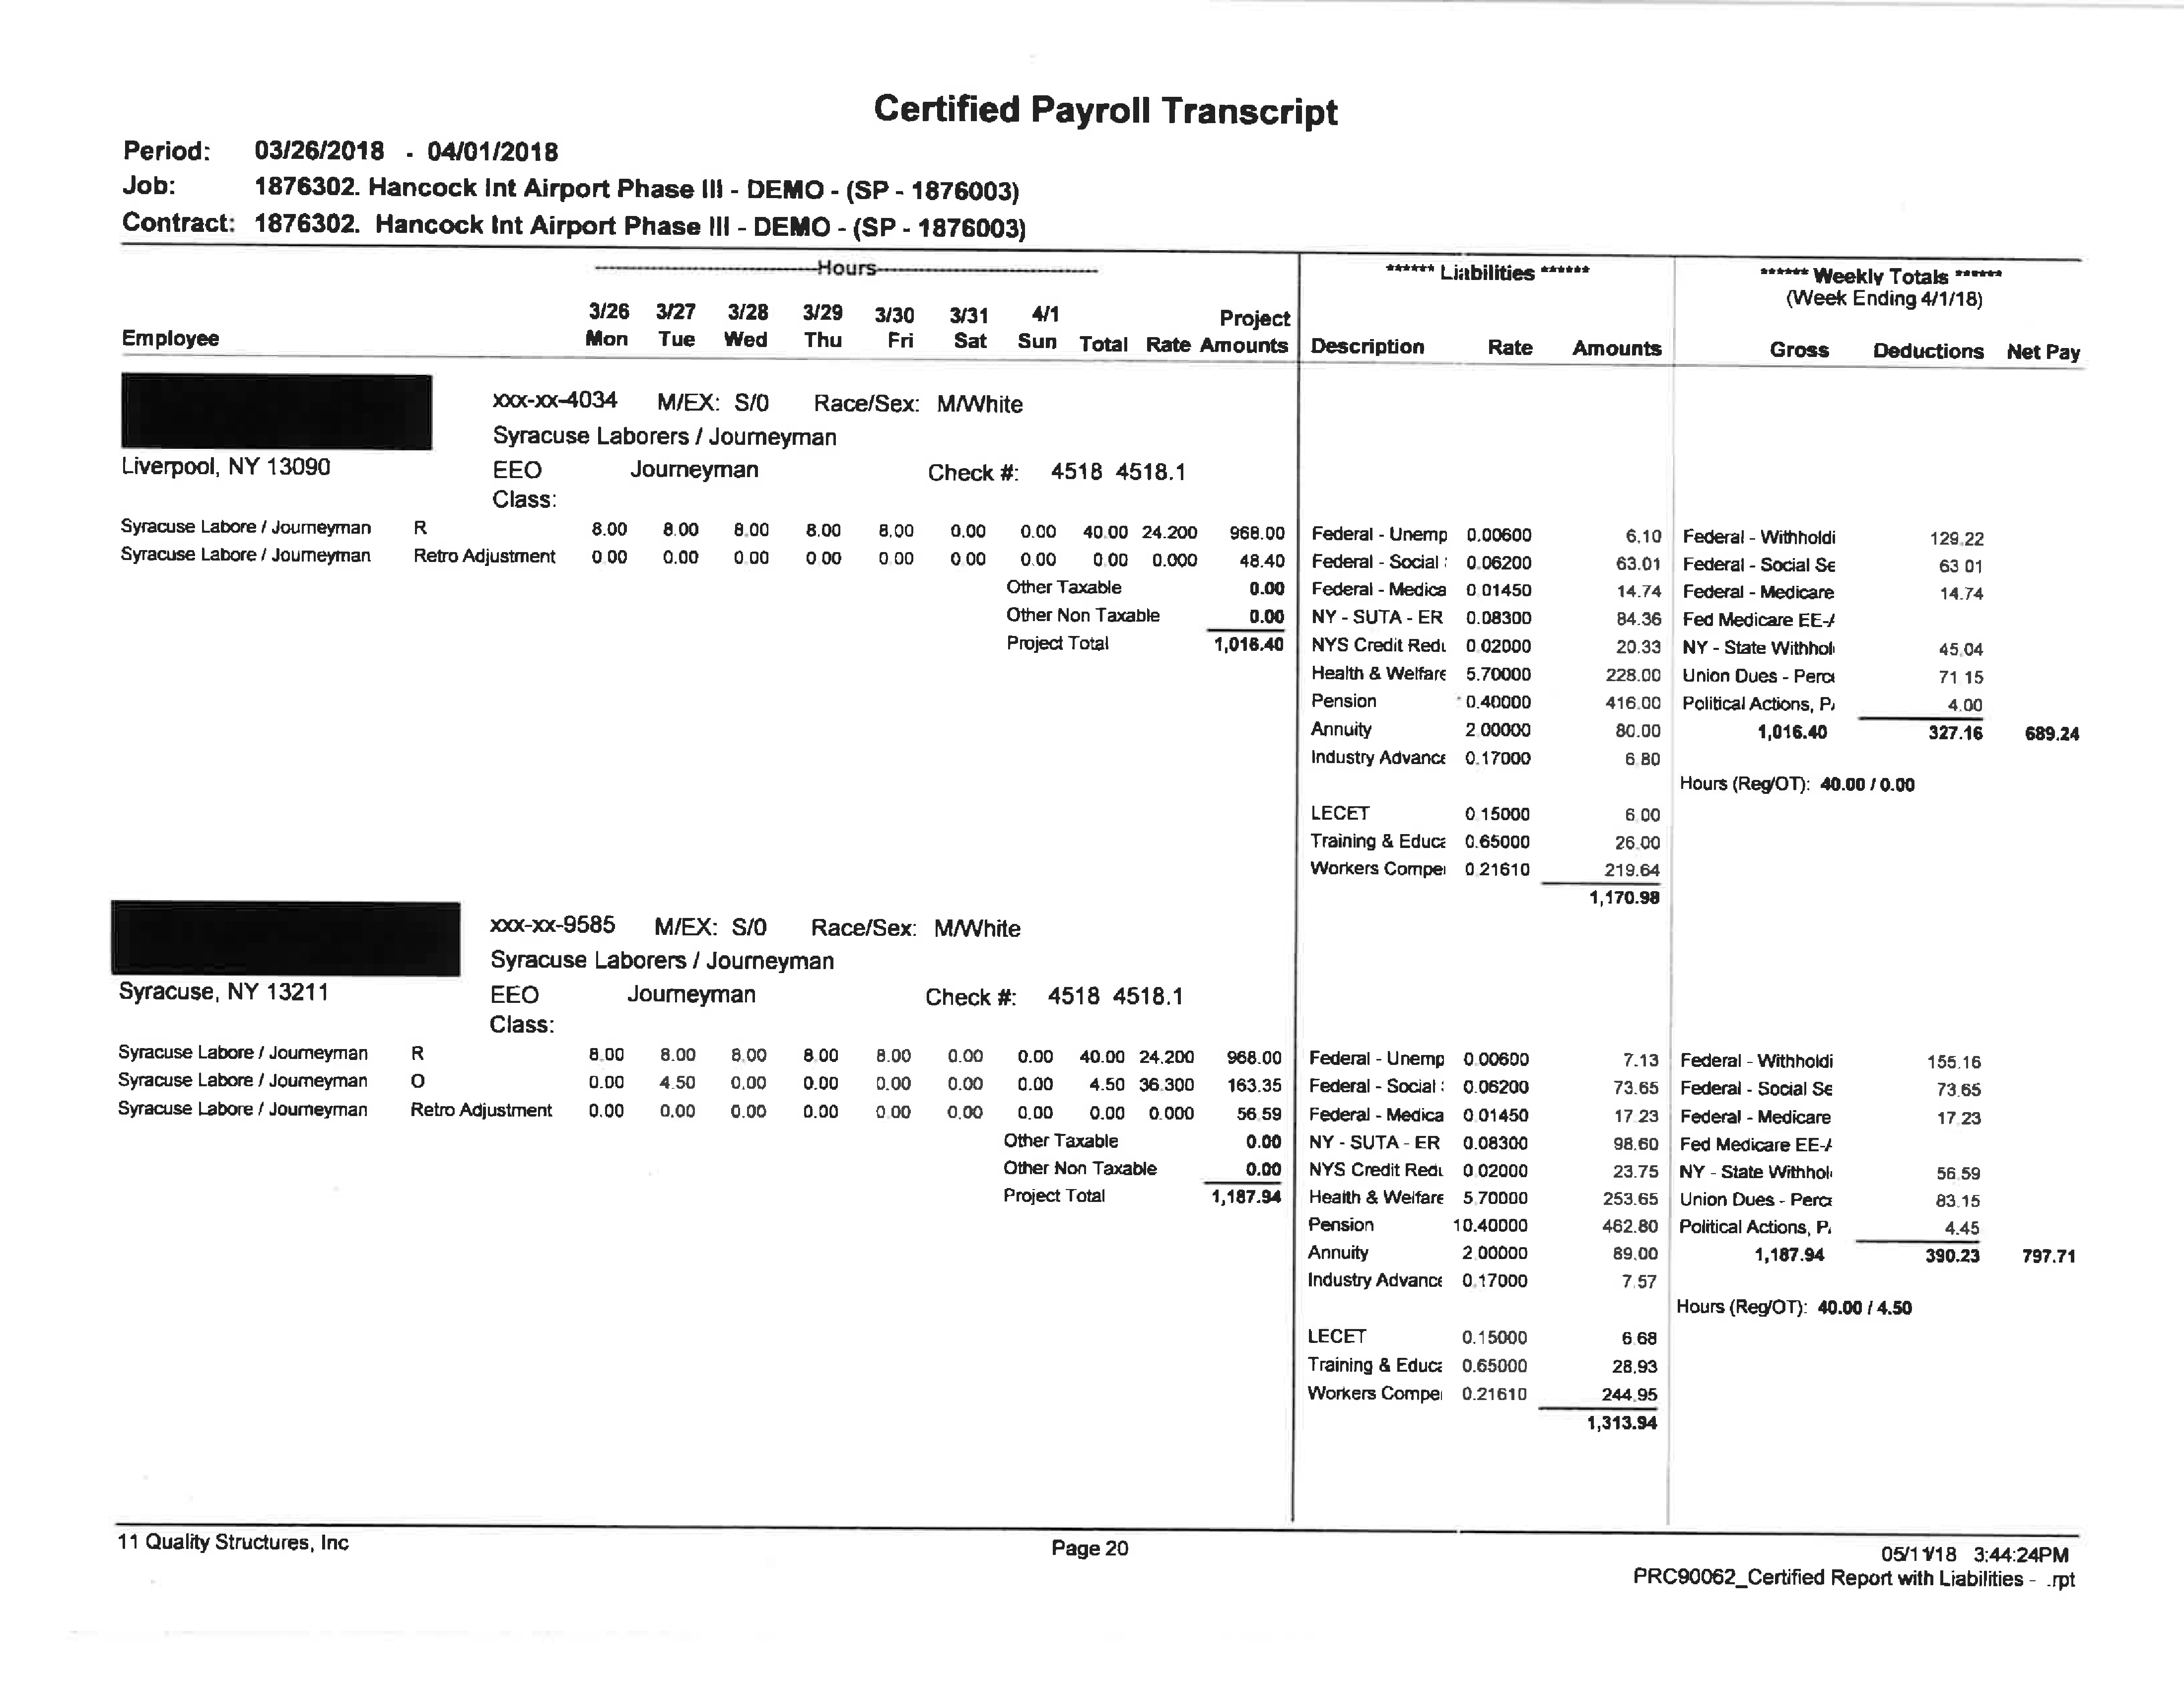 Certified Payroll Transcript
Period: 03/26/2018 - 04/01/2018
Job: 1876302. Hancock Int Airport Phase III - DEMO - (SP - 1876003)
Contract: 1876302. Hancock Int Airport Phase III - DEMO - (SP - 1876003)
Hours ****** Liabilities ****** ****** Weekly Totals ******
(Week Ending 4/1/18)
3/26 3/27 3/28 3/29 3/30 3/31 4/1 Project
Employee Mon Tue Wed Thu Fri Sat Sun Total Rate Amounts Description Rate Amounts Gross Deductions Net Pay
xxx-xx-4034 M/EX: S/0 Race/Sex: M/White
Syracuse Laborers / Journeyman
Liverpool, NY 13090 EEO Journeyman Check #: 4518 4518.1
Class:
Syracuse Labore / Journeyman R 8.00 8.00 8.00 8.00 8.00 0.00 0.00 40.00 24.200 968.00 Federal - Unemp 0.00600 6.10 Federal - Withholdi 129.22
Syracuse Labore / Journeyman Retro Adjustment 0.00 0.00 0.00 0.00 0.00 0.00 0.00 0.00 0.000 48.40 Federal - Social : 0.06200 63.01 Federal - Social Se 63 01
Other Taxable 0.00 Federal - Medica 0.01450 14.74 Federal - Medicare 14.74
Other Non Taxable 0.00 NY - SUTA - ER 0.08300 84.36 Fed Medicare EE-/
Project Total 1,016.40 NYS Credit Redu 0.02000 20.33 NY - State Withhol 45.04
Health & Welfare 5.70000 228.00 Union Dues - Perce 71 15
Pension 0.40000 416.00 Political Actions, P 4.00
Annuity 2.00000 80.00 1,016.40 327.16 689.24
Industry Advance 0.17000 6.80
Hours (Reg/OT): 40.00 / 0.00
LECET 0.15000 6.00
Training & Educa 0.65000 26.00
Workers Compe 0.21610 219.64
1,170.98
xxx-xx-9585 M/EX: S/0 Race/Sex: M/White
Syracuse Laborers / Journeyman
Syracuse, NY 13211 EEO Journeyman Check #: 4518 4518.1
Class:
Syracuse Labore / Journeyman R 8.00 8.00 8.00 8.00 8.00 0.00 0.00 40.00 24.200 968.00 Federal - Unemp 0.00600 7.13 Federal - Withholdi 155.16
Syracuse Labore / Journeyman O 0.00 4.50 0.00 0.00 0.00 0.00 0.00 4.50 36.300 163.35 Federal - Social : 0.06200 73.65 Federal - Social Se 73.65
Syracuse Labore / Journeyman Retro Adjustment 0.00 0.00 0.00 0.00 0.00 0.00 0.00 0.00 0.000 56.59 Federal - Medica 0.01450 17.23 Federal - Medicare 17.23
Other Taxable 0.00 NY - SUTA - ER 0.08300 98.60 Fed Medicare EE-/
Other Non Taxable 0.00 NYS Credit Redu 0.02000 23.75 NY - State Withhol 56.59
Project Total 1,187.94 Health & Welfare 5.70000 253.65 Union Dues - Perce 83.15
Pension 10.40000 462.80 Political Actions, P 4.45
Annuity 2.00000 89.00 1,187.94 390.23 797.71
Industry Advance 0.17000 7.57
Hours (Reg/OT): 40.00 / 4.50
LECET 0.15000 6.68
Training & Educa 0.65000 28.93
Workers Compe 0.21610 244.95
1,313.94
11 Quality Structures, Inc Page 20 05/11/18 3:44:24PM
PRC90062_Certified Report with Liabilities - .rpt